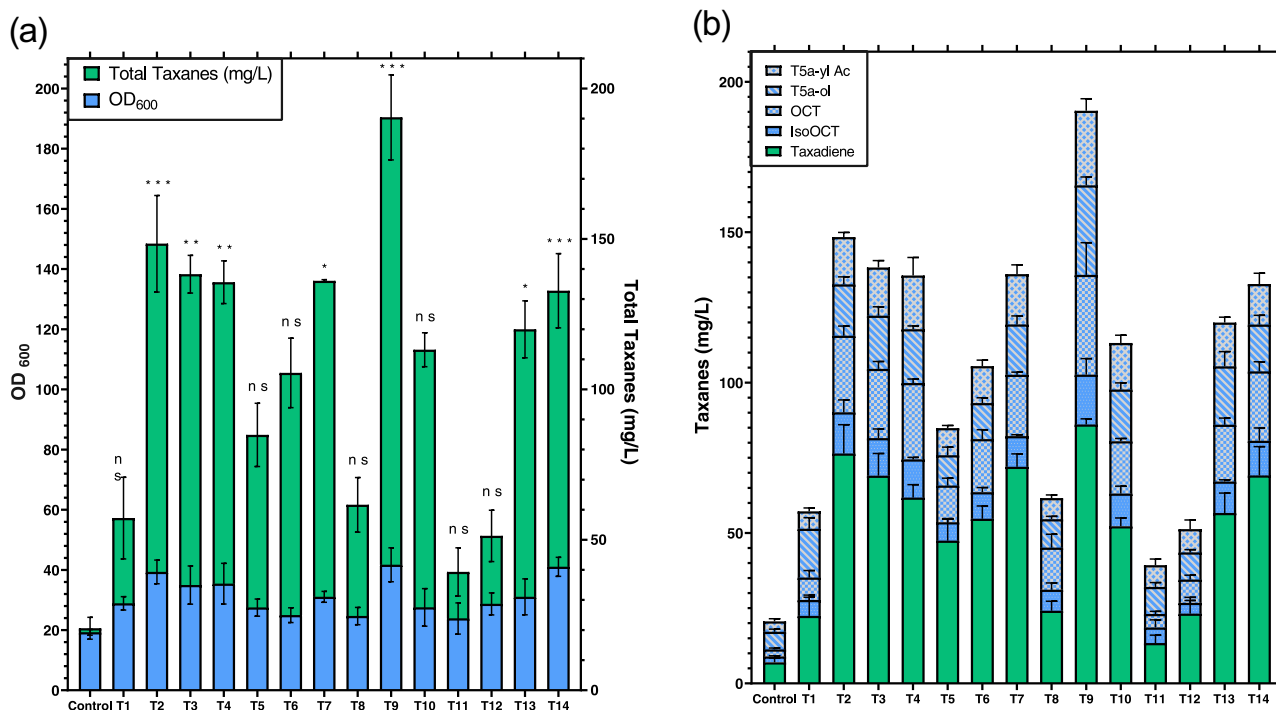 (a)
Total Taxanes (mg/L)
OD600
OD 600
200
180
160
140
120
100
80
60
40
20
0
n
s
* * *
* *
* *
n s
n s
*
n s
* * *
n s
n s
n s
*
* * *
200
150
100
50
0
Total Taxanes (mg/L)
Control T1 T2 T3 T4 T5 T6 T7 T8 T9 T10 T11 T12 T13 T14
(b)
T5a-yl Ac
T5a-ol
OCT
IsoOCT
Taxadiene
Taxanes (mg/L)
200
150
100
50
0
Control T1 T2 T3 T4 T5 T6 T7 T8 T9 T10 T11 T12 T13 T14